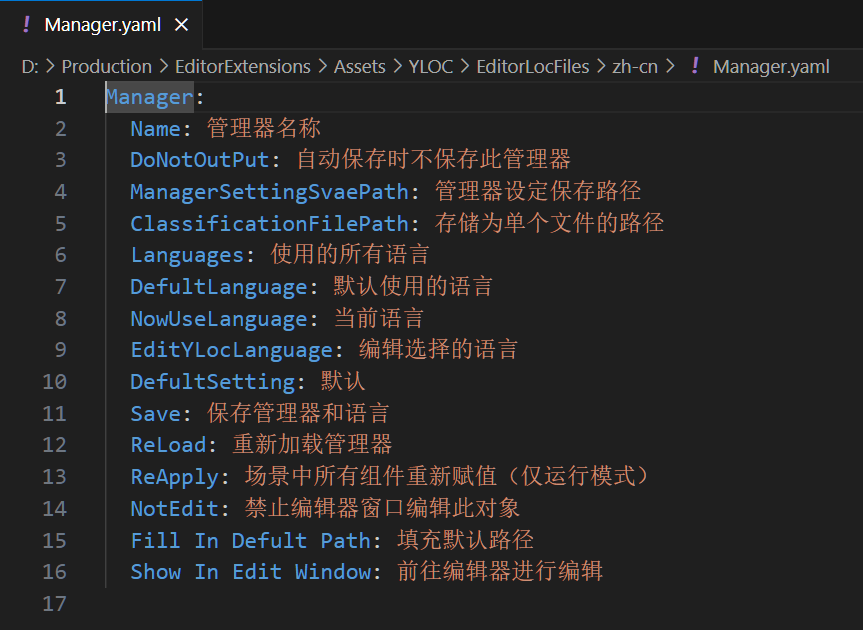 ! Manager.yaml ×
D: > Production > EditorExtensions > Assets > YLOC > EditorLocFiles > zh-cn > ! Manager.yaml
1 Manager:
2 Name: 管理器名称
3 DoNotOutPut: 自动保存时不保存此管理器
4 ManagerSettingSvaePath: 管理器设定保存路径
5 ClassificationFilePath: 存储为单个文件的路径
6 Languages: 使用的所有语言
7 DefultLanguage: 默认使用的语言
8 NowUseLanguage: 当前语言
9 EditYLocLanguage: 编辑选择的语言
10 DefultSetting: 默认
11 Save: 保存管理器和语言
12 ReLoad: 重新加载管理器
13 ReApply: 场景中所有组件重新赋值（仅运行模式）
14 NotEdit: 禁止编辑器窗口编辑此对象
15 Fill In Defult Path: 填充默认路径
16 Show In Edit Window: 前往编辑器进行编辑
17